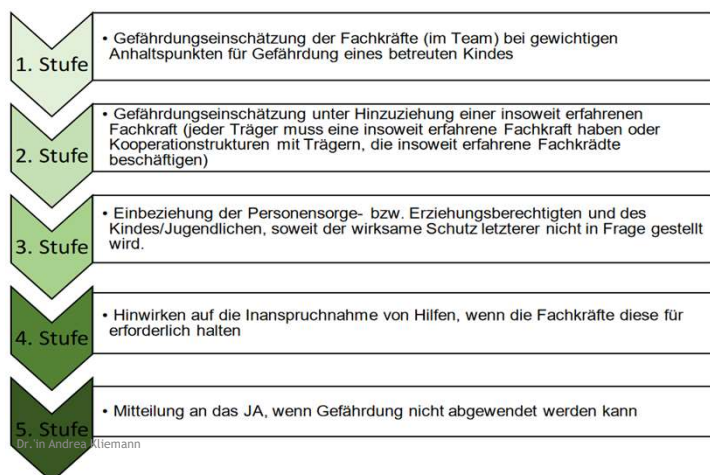 1. Stufe
• Gefährdungseinschätzung der Fachkräfte (im Team) bei gewichtigen
Anhaltspunkten für Gefährdung eines betreuten Kindes
2. Stufe
• Gefährdungseinschätzung unter Hinzuziehung einer insoweit erfahrenen
Fachkraft (jeder Träger muss eine insoweit erfahrene Fachkraft haben oder
Kooperationstrukturen mit Trägern, die insoweit erfahrene Fachkrädte
beschäftigen)
3. Stufe
• Einbeziehung der Personensorge- bzw. Erziehungsberechtigten und des
Kindes/Jugendlichen, soweit der wirksame Schutz letzterer nicht in Frage gestellt
wird.
4. Stufe
• Hinwirken auf die Inanspruchnahme von Hilfen, wenn die Fachkräfte diese für
erforderlich halten
5. Stufe
• Mitteilung an das JA, wenn Gefährdung nicht abgewendet werden kann
Dr.'in Andrea Kliemann